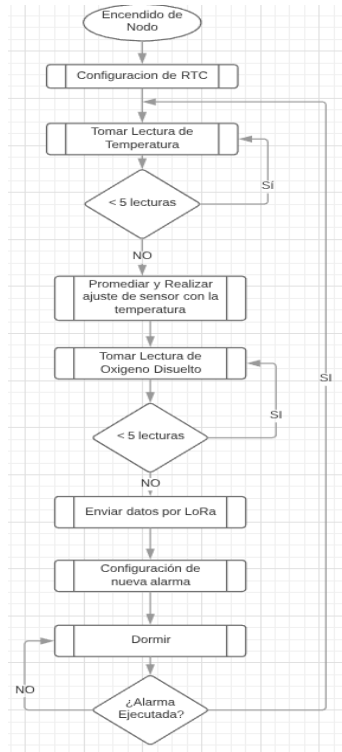 Encendido de
Nodo
Configuracion de RTC
Tomar Lectura de
Temperatura
Sí
< 5 lecturas
NO
Promediar y Realizar
ajuste de sensor con la
temperatura
Tomar Lectura de
Oxigeno Disuelto
SI
SI
< 5 lecturas
NO
Enviar datos por LoRa
Configuración de
nueva alarma
Dormir
NO
¿Alarma
Ejecutada?